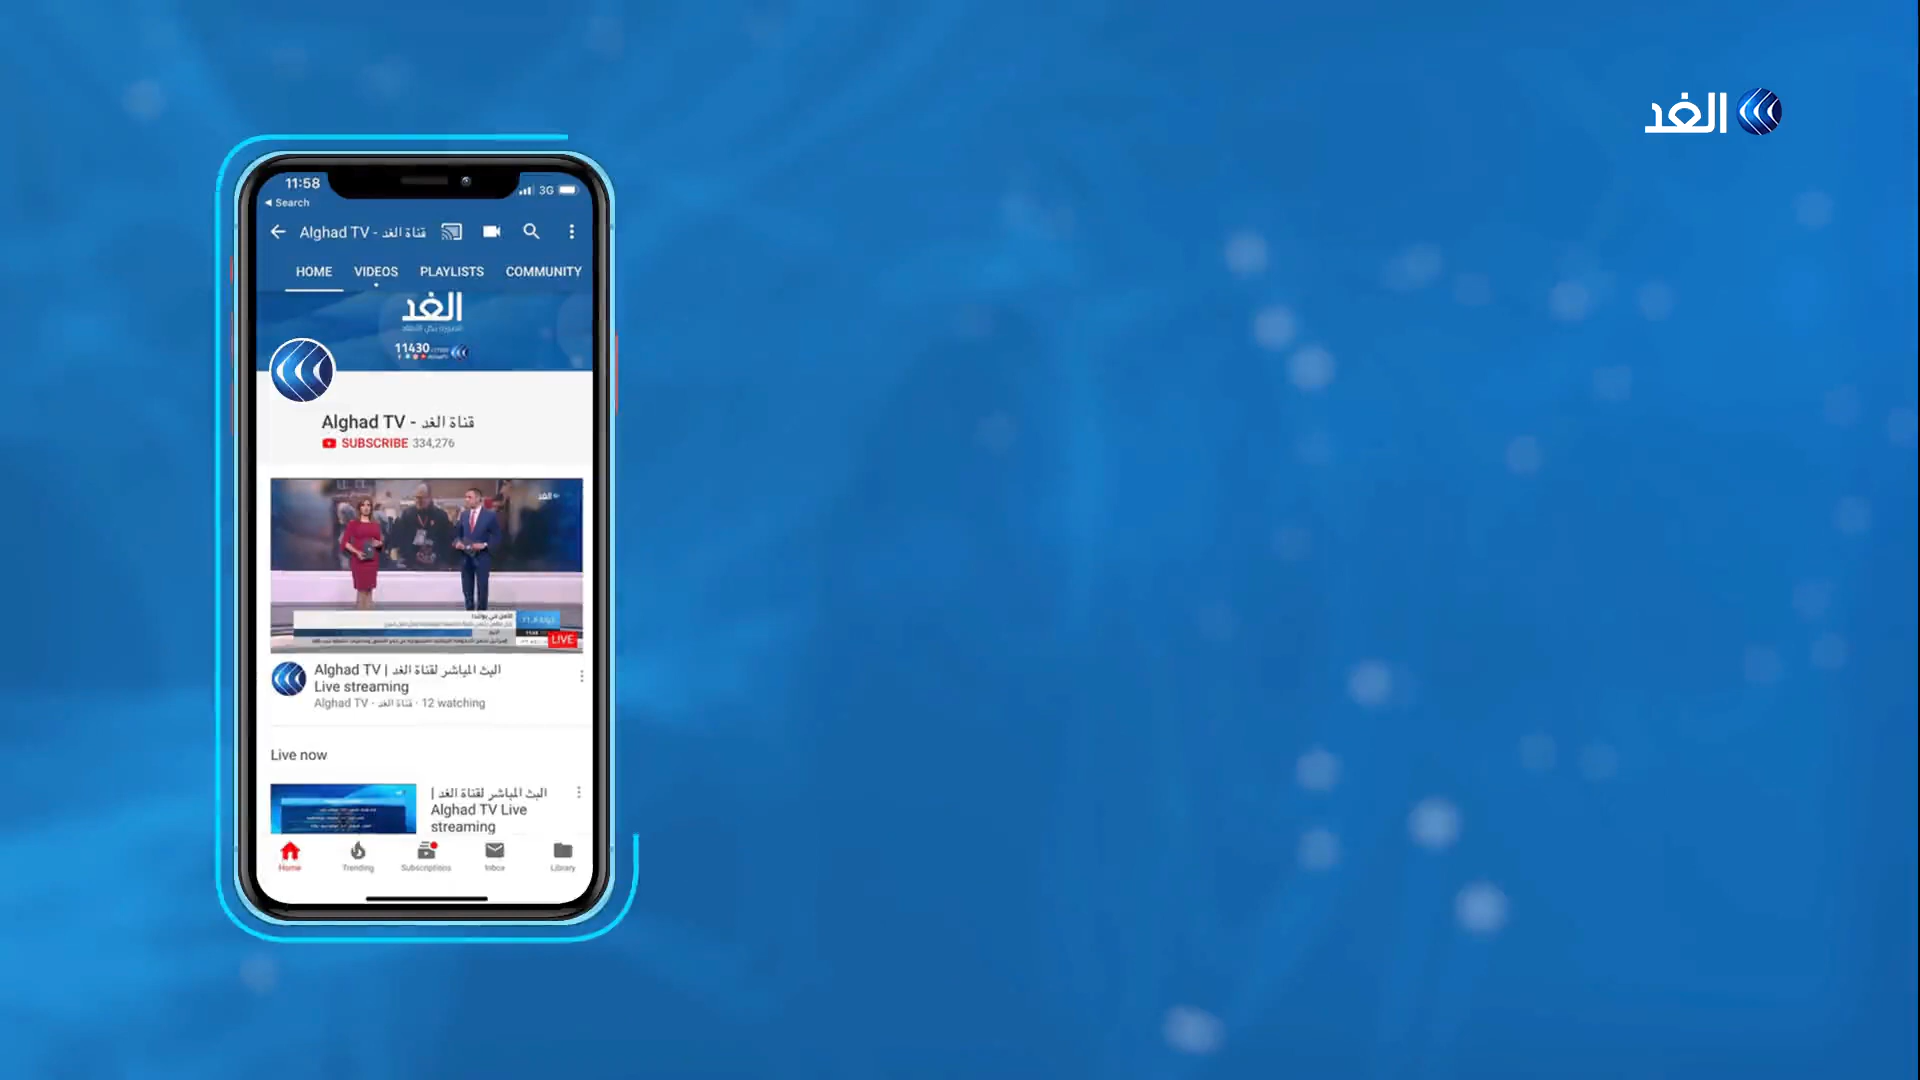 الغد
11:58
3G
Search
Alghad TV - قناة الغد
HOME VIDEOS PLAYLISTS COMMUNITY
الغد
11430
Alghad TV - قناة الغد
SUBSCRIBE 334,276
الغد
LIVE
Alghad TV | البث المباشر لقناة الغد
Live streaming
Alghad TV - قناة الغد · 12 watching
Live now
البث المباشر لقناة الغد |
Alghad TV Live
streaming
Home Trending Subscriptions Inbox Library